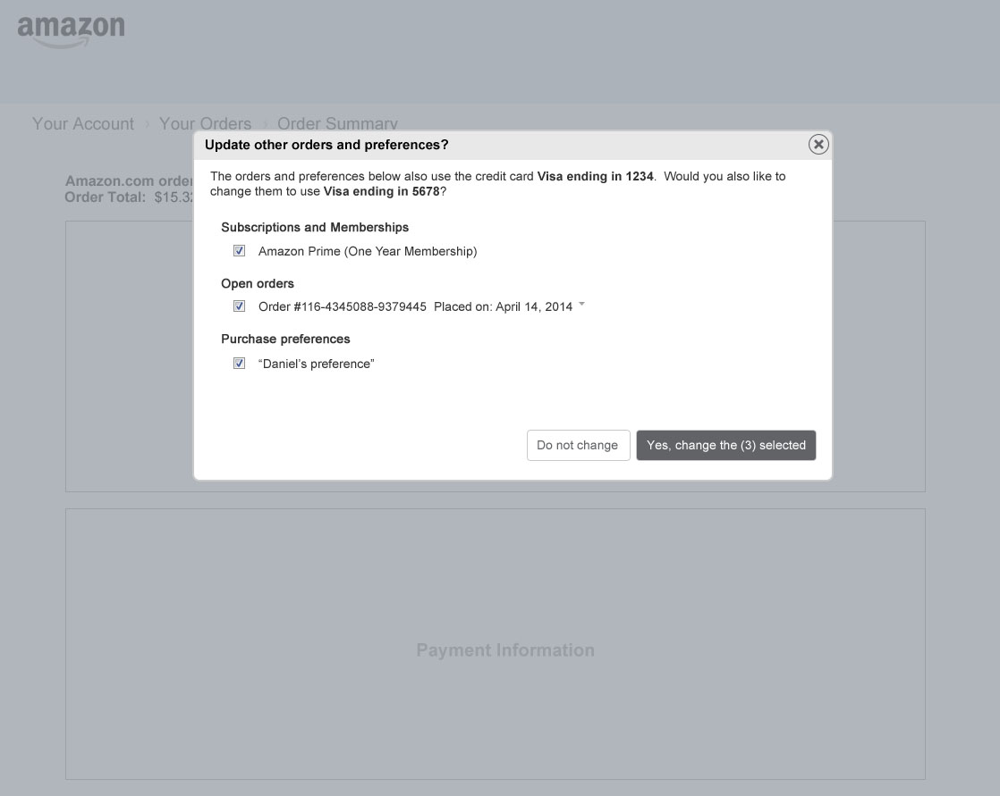 amazon
Your Account › Your Orders › Order Summary
Update other orders and preferences?
Amazon.com
Order Total: $15.32
The orders and preferences below also use the credit card Visa ending in 1234. Would you also like to
change them to use Visa ending in 5678?
Subscriptions and Memberships
Amazon Prime (One Year Membership)
Open orders
Order #116-4345088-9379445 Placed on: April 14, 2014
Purchase preferences
“Daniel’s preference”
Do not change
Yes, change the (3) selected
Payment Information